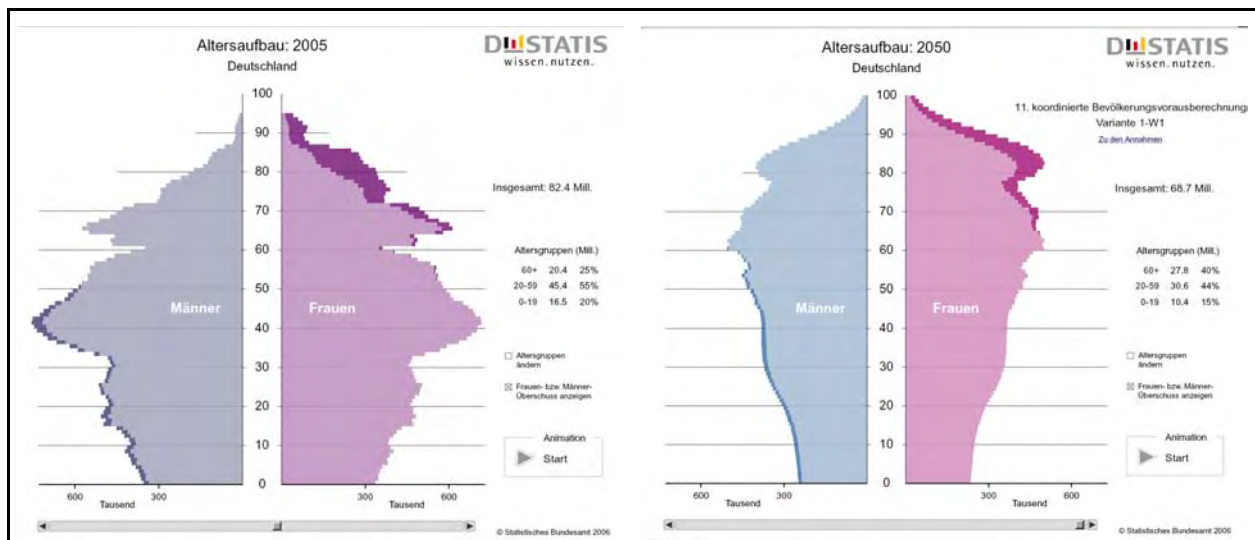 Altersaufbau: 2005
Deutschland
DESTATIS
wissen.nutzen.
100
90
80
70
60
50
40
30
20
10
0
Männer
Frauen
Insgesamt: 82.4 Mill.
Altersgruppen (Mill.)
60+ 20.4 25%
20-59 45.4 55%
0-19 16.5 20%
Altersgruppen
ändern
Frauen- bzw. Männer-
Überschuss anzeigen
Animation
Start
600 300 300 600
Tausend Tausend
© Statistisches Bundesamt 2006
Altersaufbau: 2050
Deutschland
DESTATIS
wissen.nutzen.
11. koordinierte Bevölkerungsvorausberechnung
Variante 1-W1
Zu den Annahmen
100
90
80
70
60
50
40
30
20
10
0
Männer
Frauen
Insgesamt: 68.7 Mill.
Altersgruppen (Mill.)
60+ 27.8 40%
20-59 30.6 44%
0-19 10.4 15%
Altersgruppen
ändern
Frauen- bzw. Männer-
Überschuss anzeigen
Animation
Start
600 300 300 600
Tausend Tausend
© Statistisches Bundesamt 2006